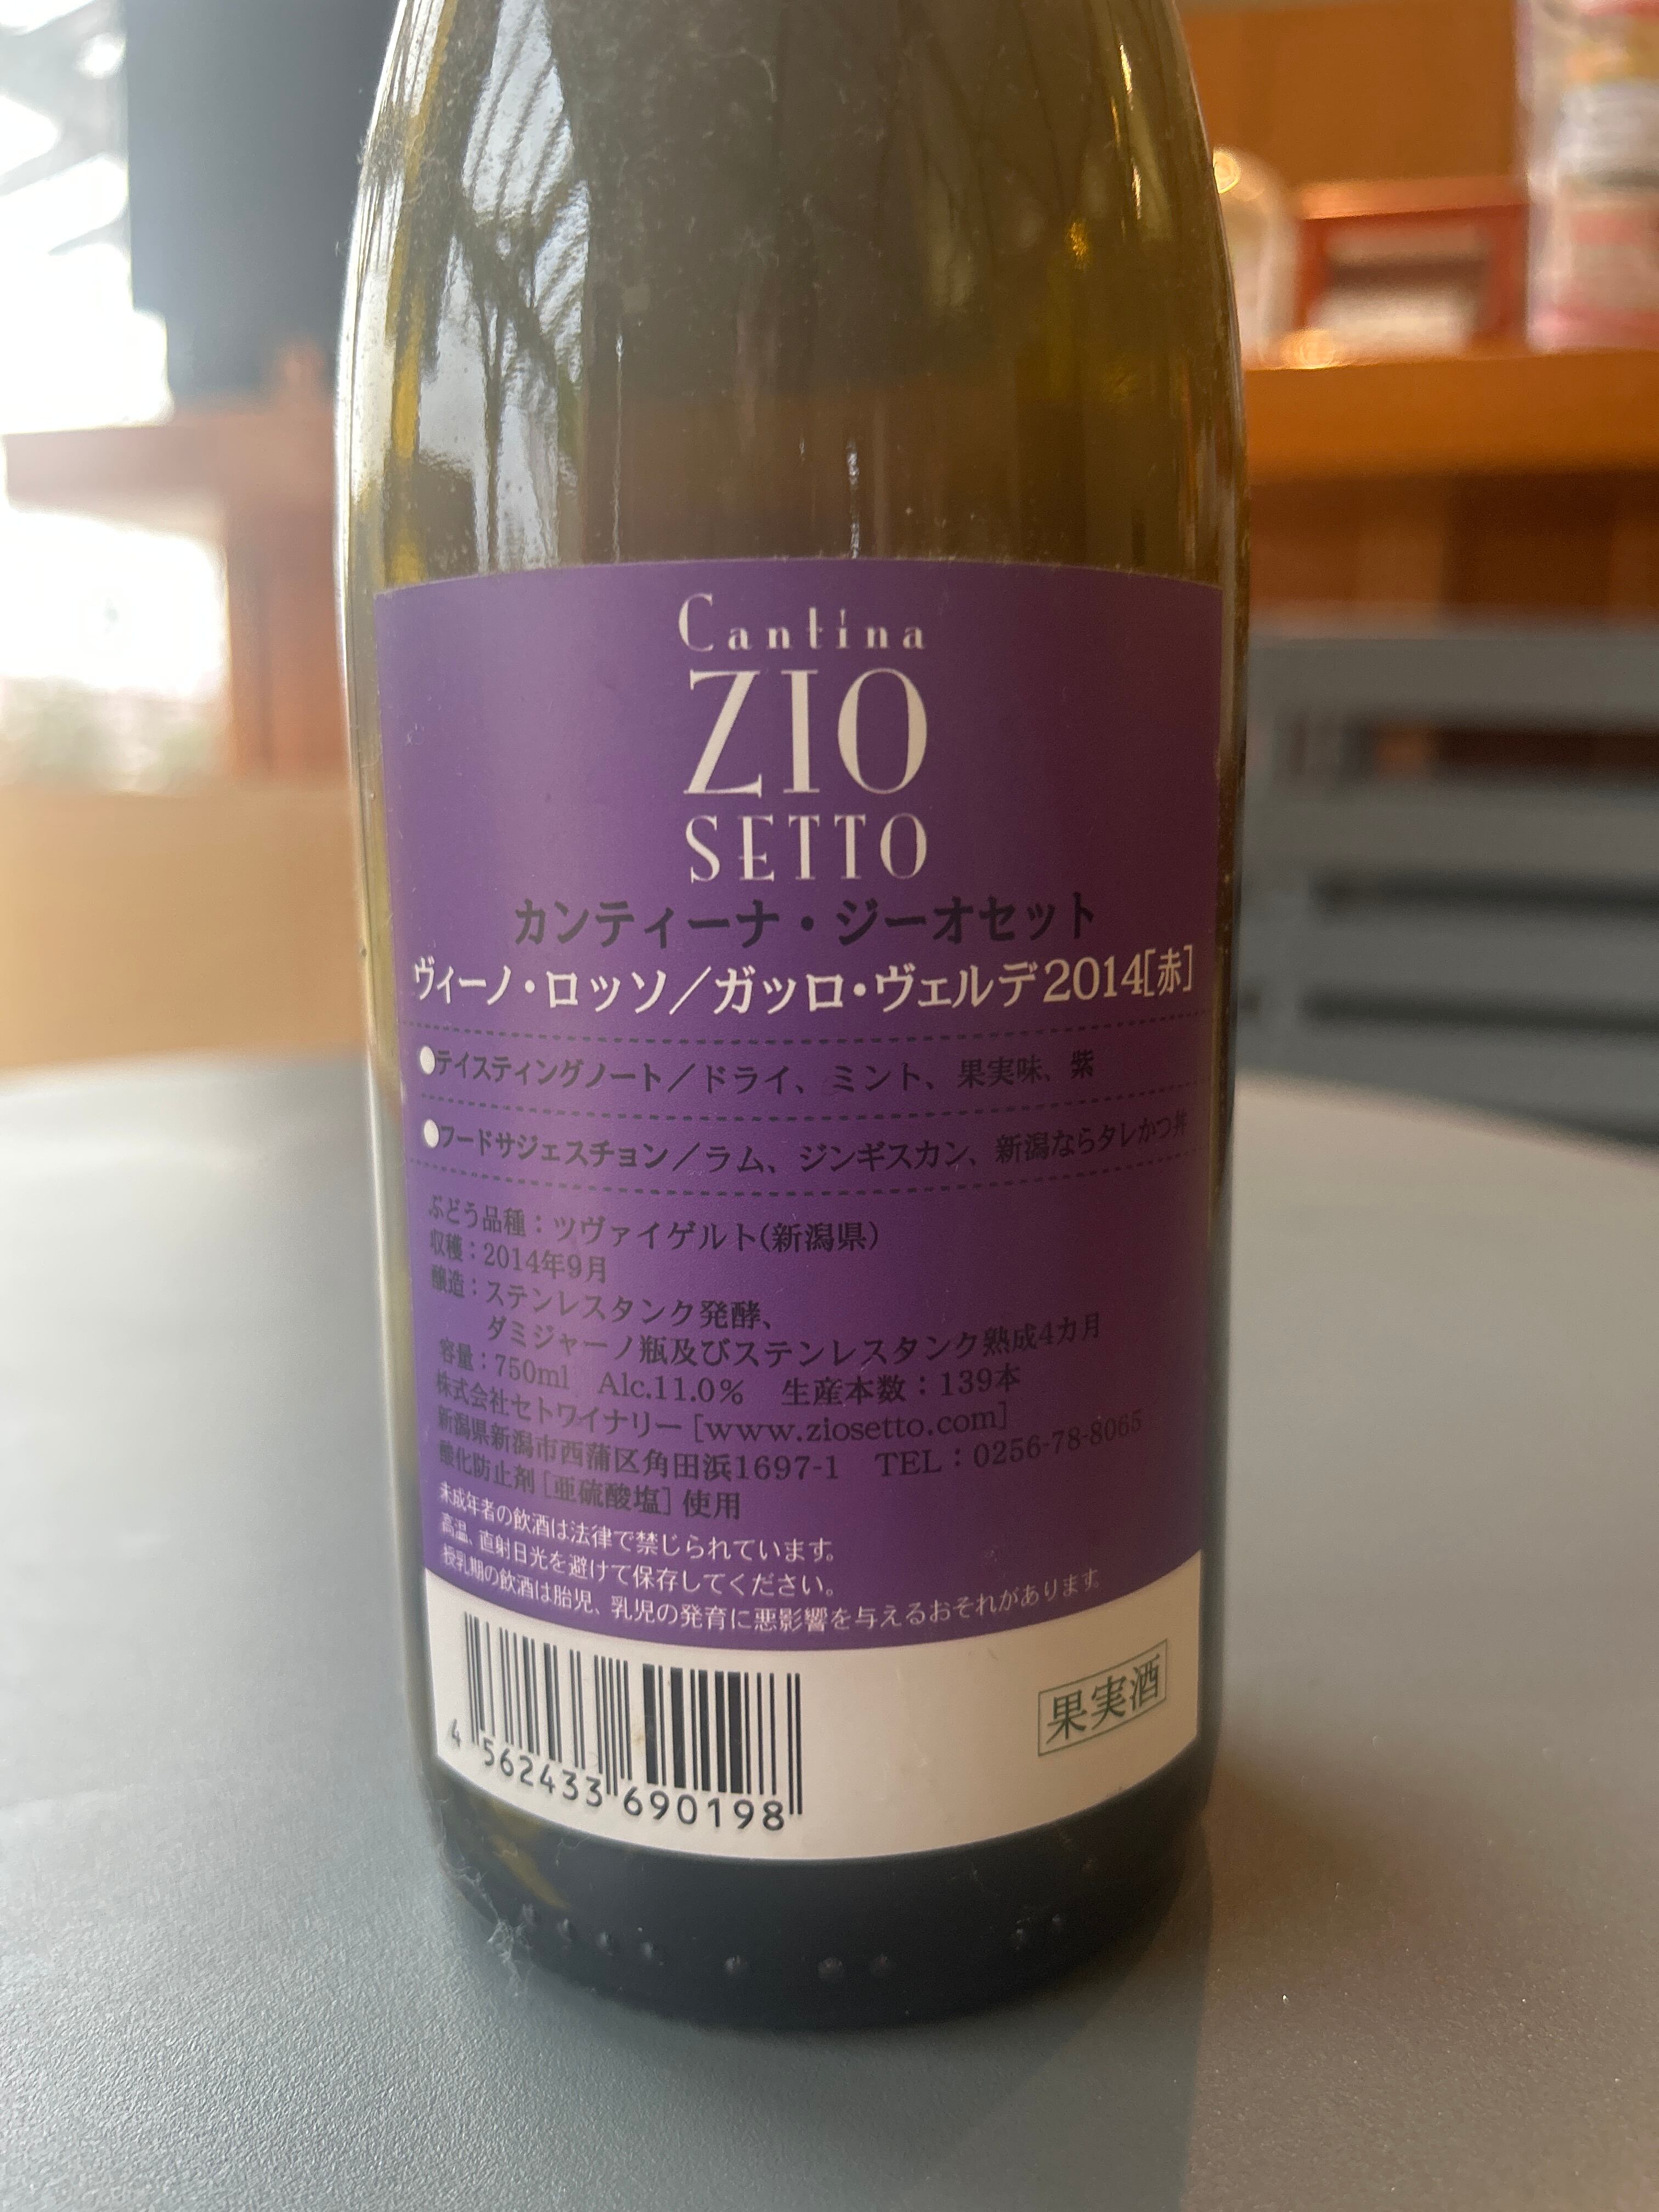 Cantina
ZIO
SETTO
カンティーナ・ジーオセット
ヴィーノ・ロッソ／ガッロ・ヴェルデ2014[赤]
●テイスティングノート／ドライ、ミント、果実味、紫
●フードサジェスチョン／ラム、ジンギスカン、新潟ならタレかつ丼
ぶどう品種：ツヴァイゲルト(新潟県)
収穫：2014年9月
醸造：ステンレスタンク発酵、
ダミジャーノ瓶及びステンレスタンク熟成4カ月
容量：750ml Alc.11.0% 生産本数：139本
株式会社セトワイナリー [www.ziosetto.com]
新潟県新潟市西蒲区角田浜1697-1 TEL：0256-78-8065
酸化防止剤 [亜硫酸塩] 使用
未成年者の飲酒は法律で禁じられています。
高温、直射日光を避けて保存してください。
授乳期の飲酒は胎児、乳児の発育に悪影響を与えるおそれがあります。
果実酒
4 562433 690198